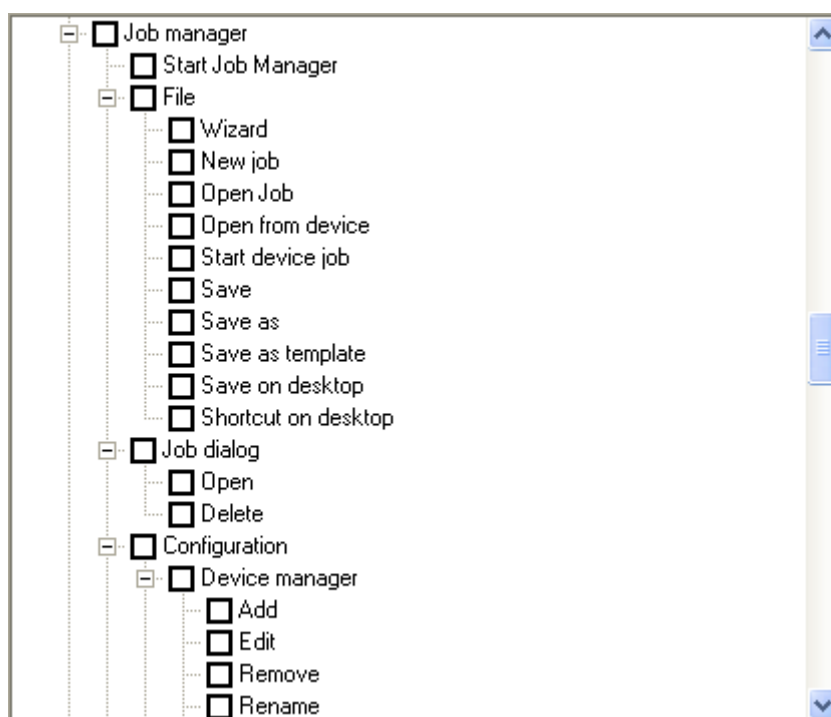 Job manager
Start Job Manager
File
Wizard
New job
Open Job
Open from device
Start device job
Save
Save as
Save as template
Save on desktop
Shortcut on desktop
Job dialog
Open
Delete
Configuration
Device manager
Add
Edit
Remove
Rename